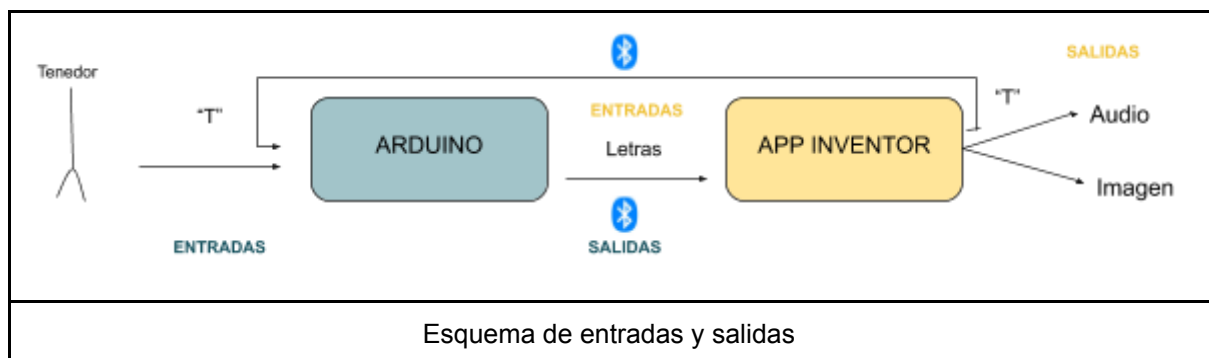 SALIDAS
Tenedor
“T”
“T”
ENTRADAS
Audio
ARDUINO
Letras
APP INVENTOR
Imagen
ENTRADAS
SALIDAS
Esquema de entradas y salidas